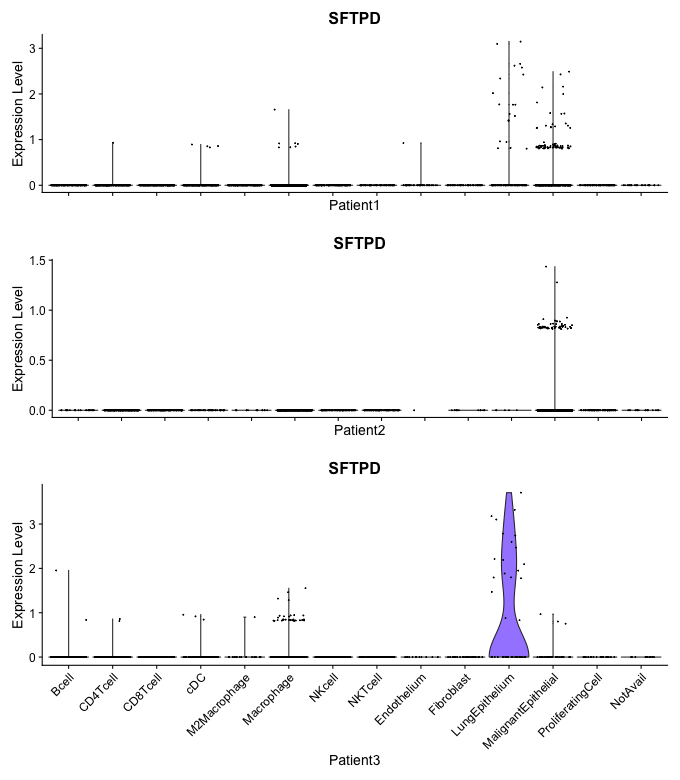 SFTPD
Expression Level
3
2
1
0
Patient1
SFTPD
Expression Level
1.5
1.0
0.5
0.0
Patient2
SFTPD
Expression Level
3
2
1
0
Bcell
CD4Tcell
CD8Tcell
cDC
M2Macrophage
Macrophage
NKcell
NKTcell
Endothelium
Fibroblast
LungEpithelium
MalignantEpithelial
ProliferatingCell
NotAvail
Patient3